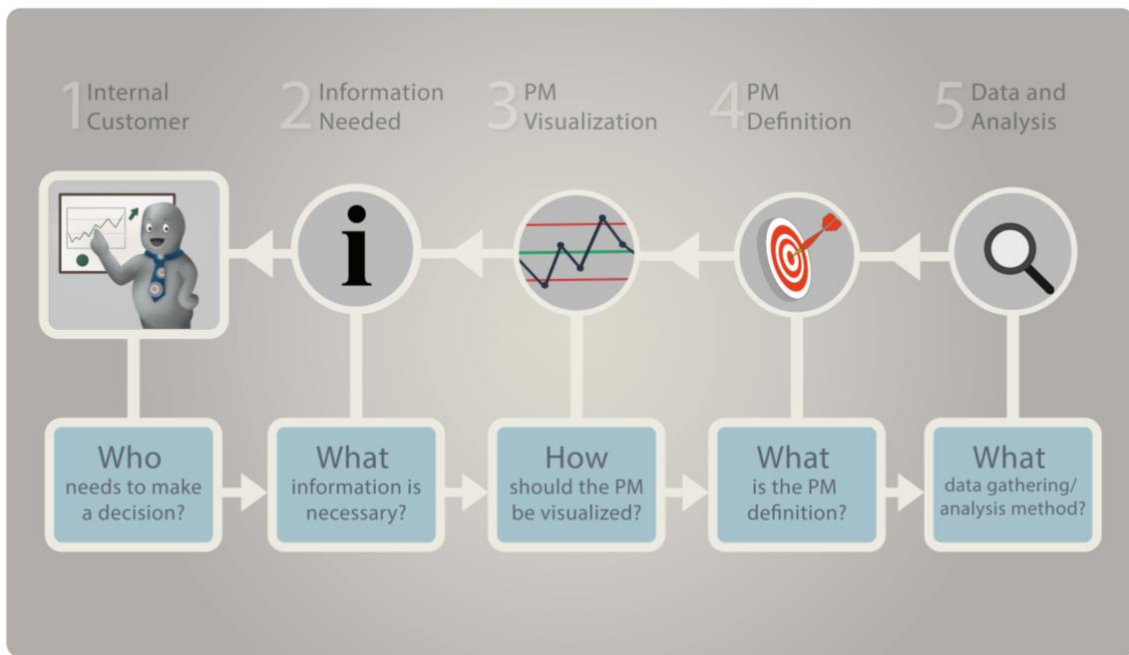 1 Internal
Customer
2 Information
Needed
3 PM
Visualization
4 PM
Definition
5 Data and
Analysis
i
Who
needs to make
a decision?
What
information is
necessary?
How
should the PM
be visualized?
What
is the PM
definition?
What
data gathering/
analysis method?